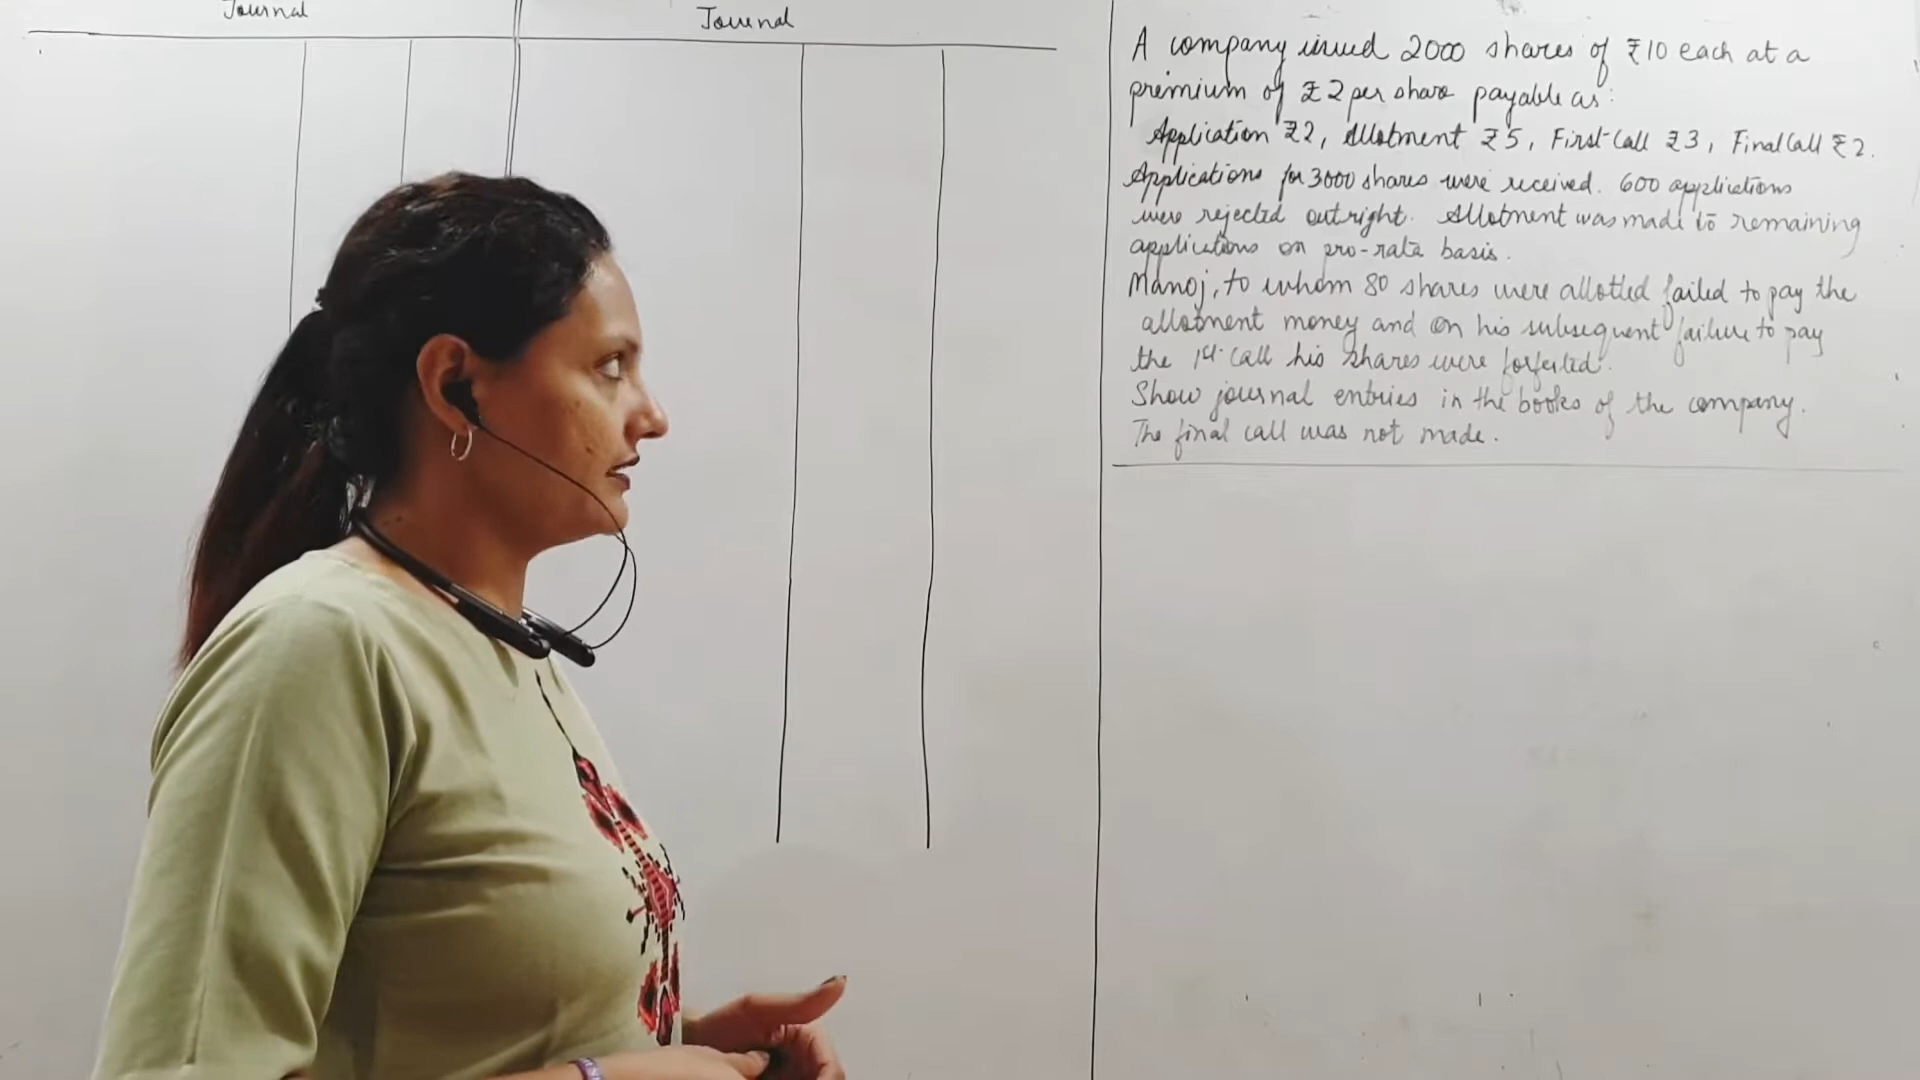 Journal
Journal
A company issued 2000 shares of ₹10 each at a
premium of ₹2 per share payable as:
Application ₹2, Allotment ₹5, First Call ₹3, Final Call ₹2.
Applications for 3000 shares were received. 600 applications
were rejected outright. Allotment was made to remaining
applications on pro-rata basis.
Manoj, to whom 80 shares were allotted failed to pay the
allotment money and on his subsequent failure to pay
the 1st call his shares were forfeited.
Show journal entries in the books of the company.
The final call was not made.